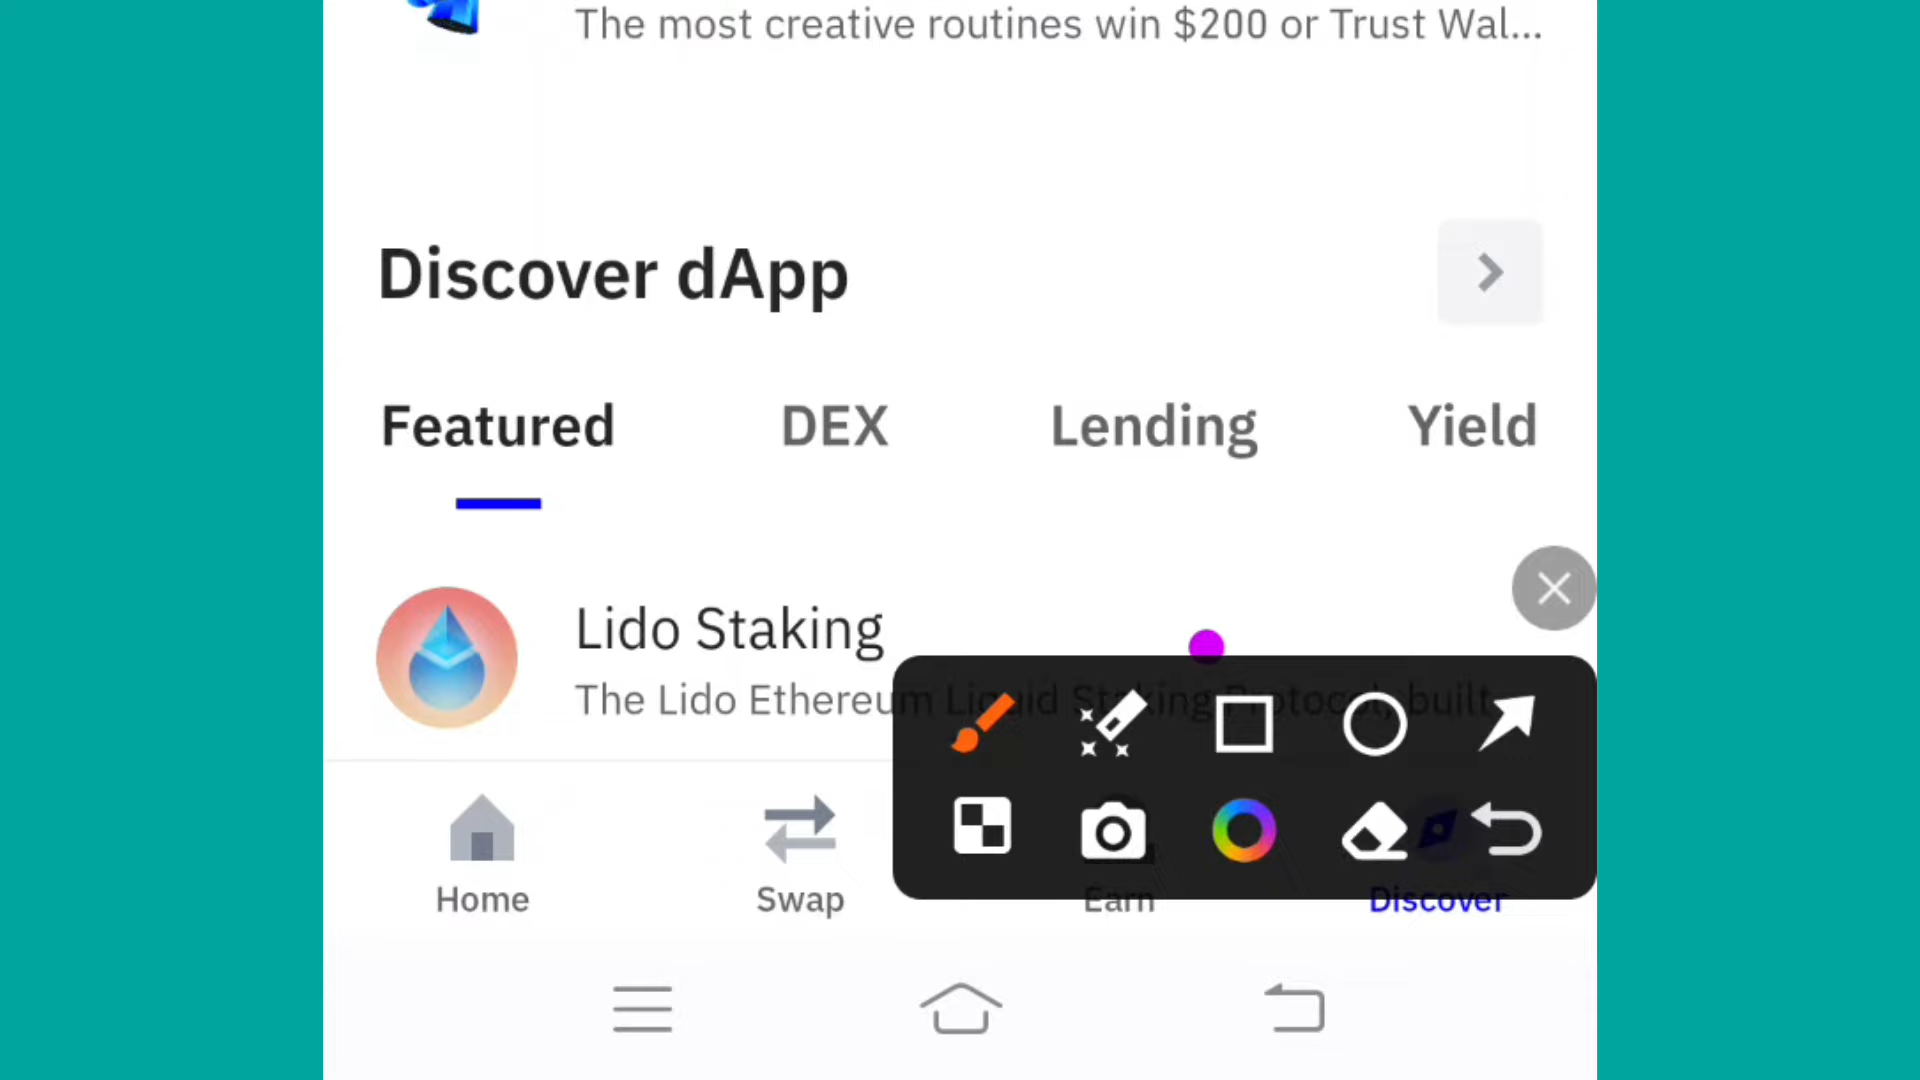 The most creative routines win $200 or Trust Wal...
Discover dApp
Featured DEX Lending Yield
Lido Staking
The Lido Ethereum Liquid Staking Protocol, built
Home Swap Earn Discover